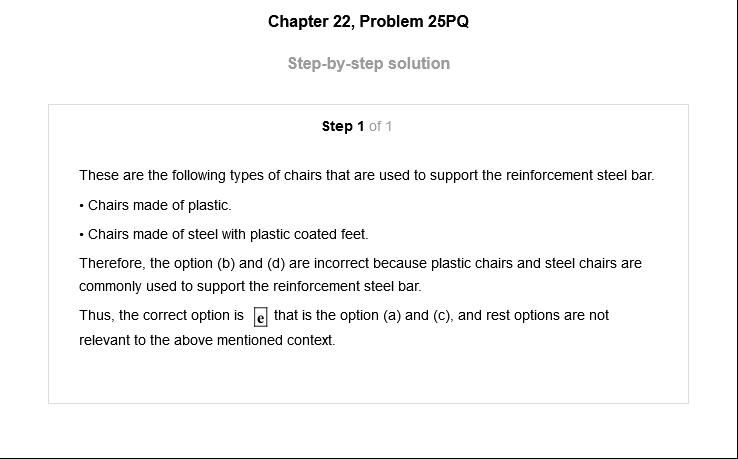 Chapter 22, Problem 25PQ
Step-by-step solution
Step 1 of 1
These are the following types of chairs that are used to support the reinforcement steel bar.
• Chairs made of plastic.
• Chairs made of steel with plastic coated feet.
Therefore, the option (b) and (d) are incorrect because plastic chairs and steel chairs are
commonly used to support the reinforcement steel bar.
Thus, the correct option is e that is the option (a) and (c), and rest options are not
relevant to the above mentioned context.